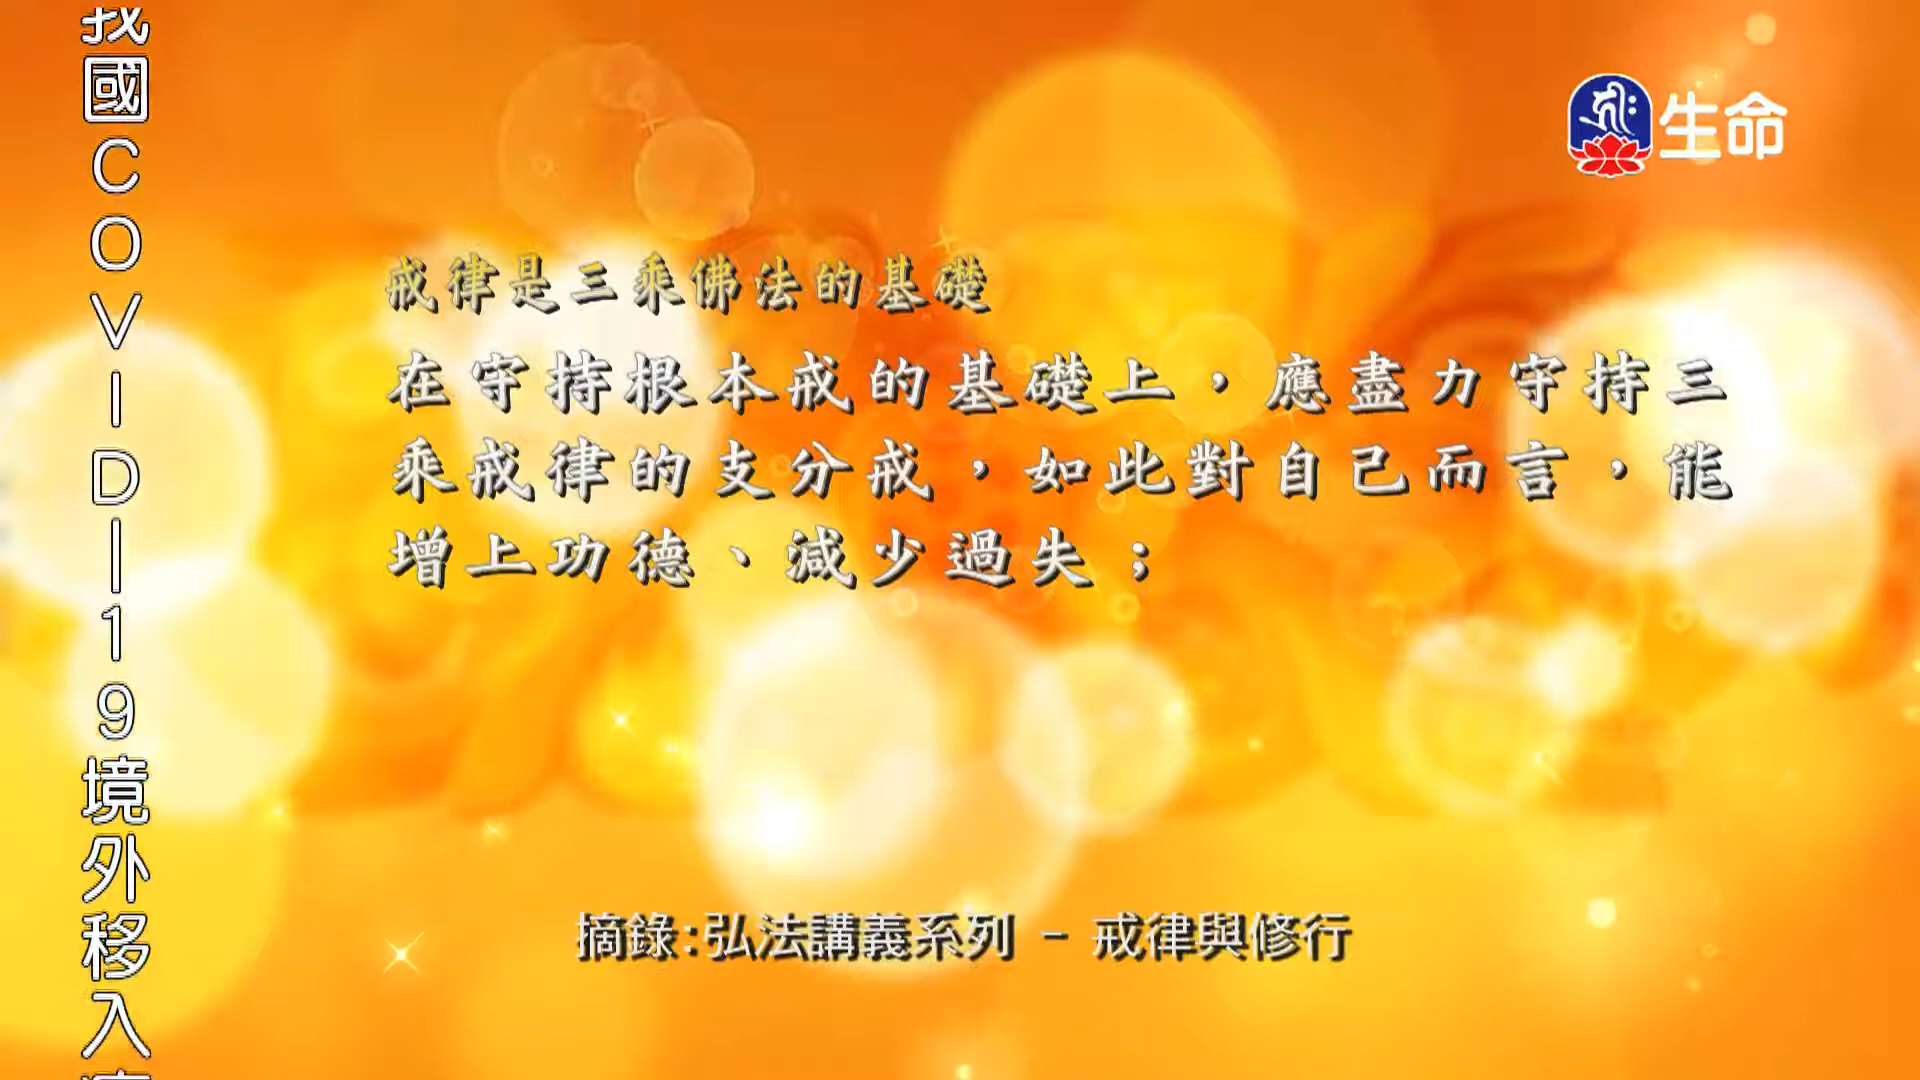 生命
戒律是三乘佛法的基礎
在守持根本戒的基礎上，應盡力守持三
乘戒律的支分戒，如此對自己而言，能
增上功德、減少過失；
摘錄:弘法講義系列 - 戒律與修行
我國COVID－19境外移入